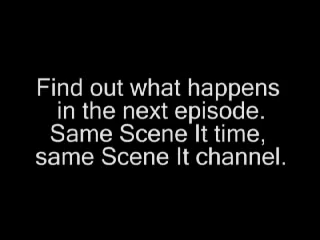 Find out what happens
in the next episode.
Same Scene It time,
same Scene It channel.